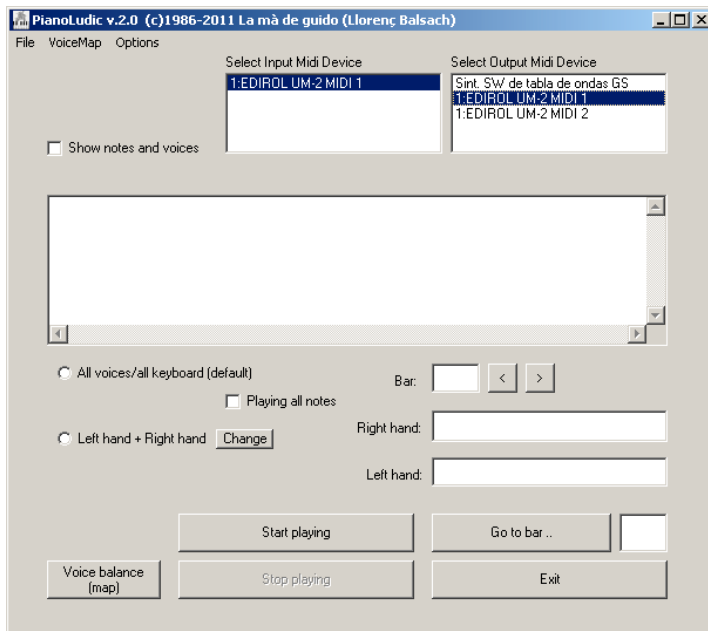 PianoLudic v.2.0 (c)1986-2011 La mà de guido (Llorenç Balsach)
File VoiceMap Options
Select Input Midi Device
1:EDIROL UM-2 MIDI 1
Select Output Midi Device
Sint. SW de tabla de ondas GS
1:EDIROL UM-2 MIDI 1
1:EDIROL UM-2 MIDI 2
Show notes and voices
All voices/all keyboard (default)
Playing all notes
Left hand + Right hand Change
Bar: < >
Right hand:
Left hand:
Start playing
Go to bar ..
Voice balance
(map)
Stop playing
Exit